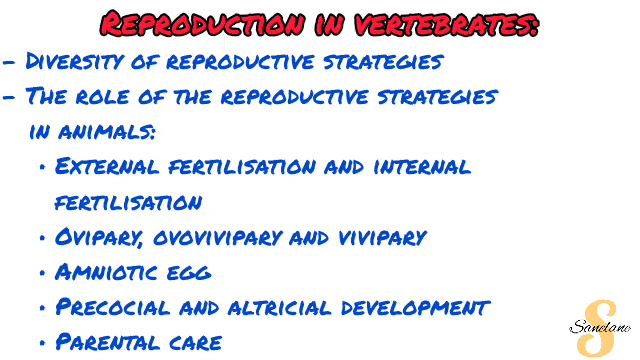 Reproduction in vertebrates:
- Diversity of reproductive strategies
- The role of the reproductive strategies
in animals:
• External fertilisation and internal
fertilisation
• Ovipary, ovovivipary and vivipary
• Amniotic egg
• Precocial and altricial development
• Parental care
S
Sanelano